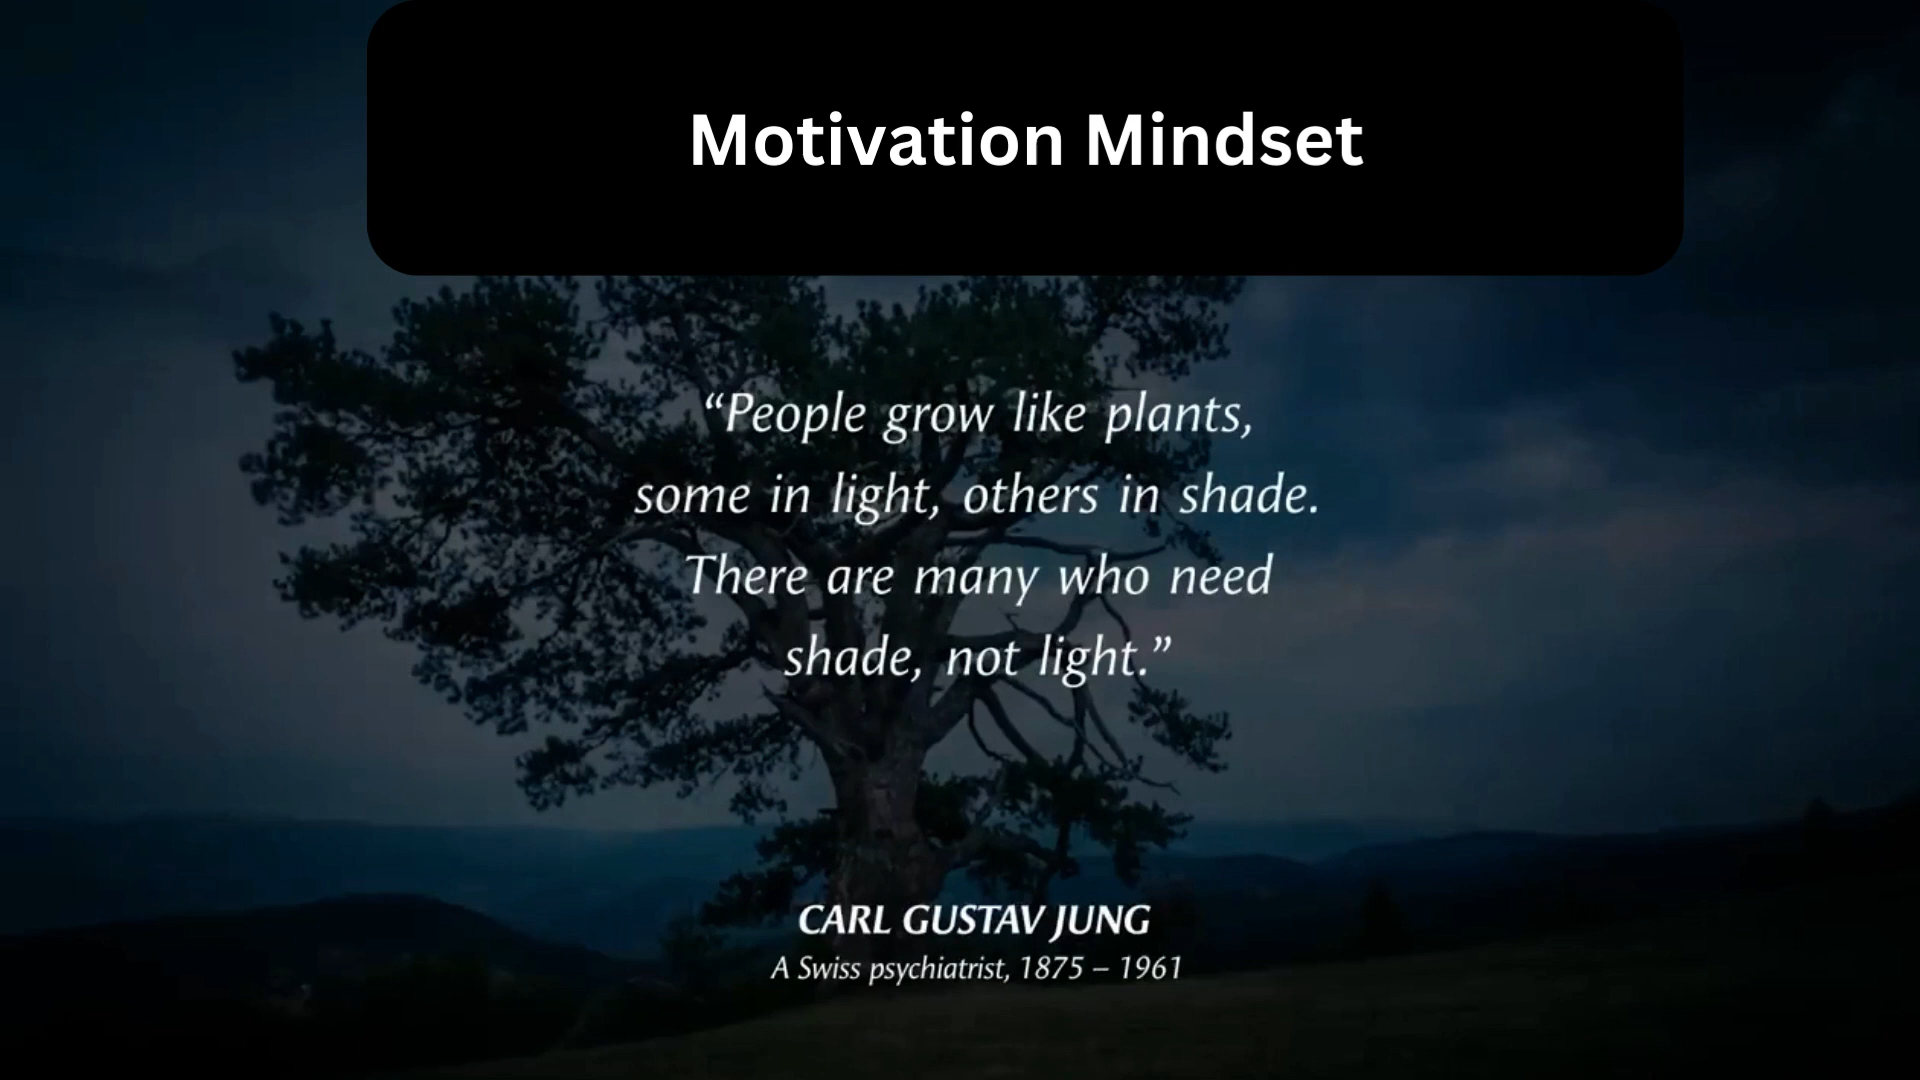 Motivation Mindset
“People grow like plants,
some in light, others in shade.
There are many who need
shade, not light.”
CARL GUSTAV JUNG
A Swiss psychiatrist, 1875 – 1961